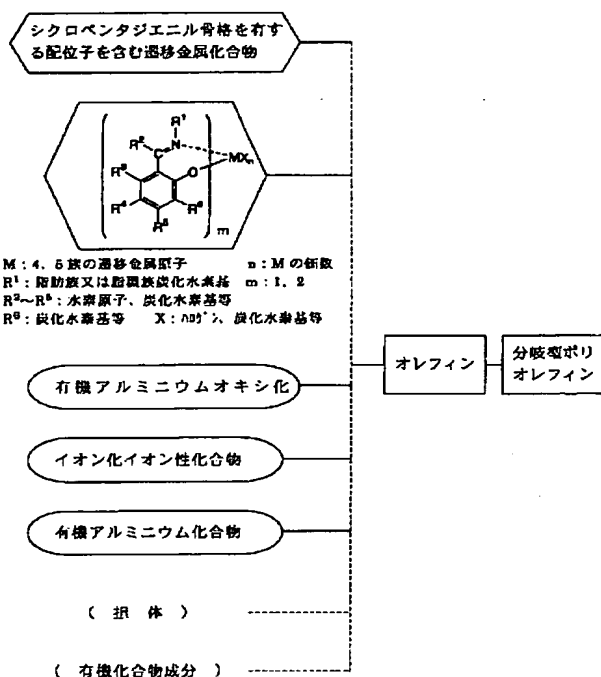 シクロペンタジエニル骨格を有す
る配位子を含む遷移金属化合物
R¹
R²
C
N
MXₙ
R³
O
R⁴
R⁶
R⁵
m
M：4、5族の遷移金属原子　n：Mの価数
R¹：脂肪族又は脂環族炭化水素基　m：1、2
R²～R⁵：水素原子、炭化水素基等
R⁶：炭化水素基等　X：ハロゲン、炭化水素基等
オレフィン
分岐型ポリ
オレフィン
有機アルミニウムオキシ化
イオン化イオン性化合物
有機アルミニウム化合物
（ 担 体 ）
（ 有機化合物成分 ）